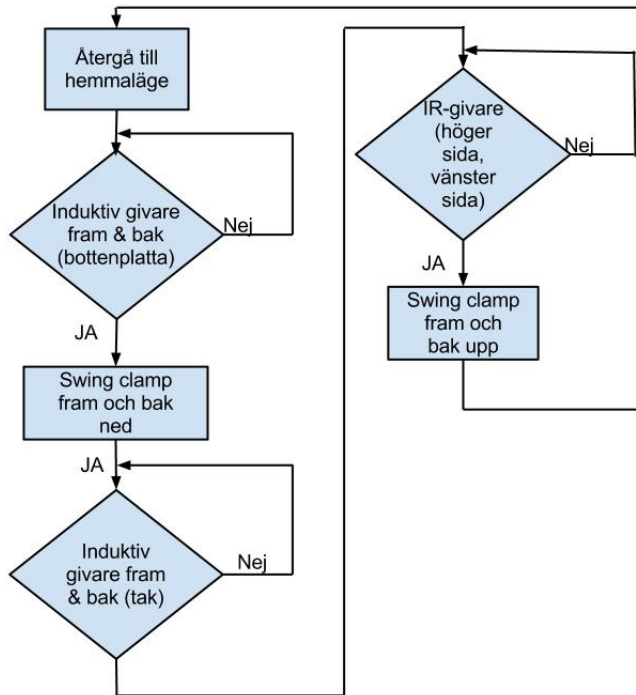 Återgå till
hemmaläge
Induktiv givare
fram & bak
(bottenplatta)
Nej
JA
Swing clamp
fram och bak
ned
JA
Induktiv
givare fram
& bak (tak)
Nej
IR-givare
(höger
sida,
vänster
sida)
Nej
JA
Swing clamp
fram och
bak upp